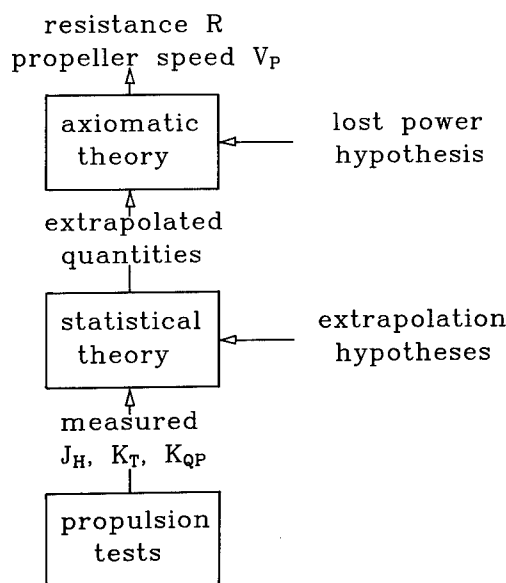 resistance R
propeller speed V_P
axiomatic
theory
lost power
hypothesis
extrapolated
quantities
statistical
theory
extrapolation
hypotheses
measured
J_H, K_T, K_QP
propulsion
tests